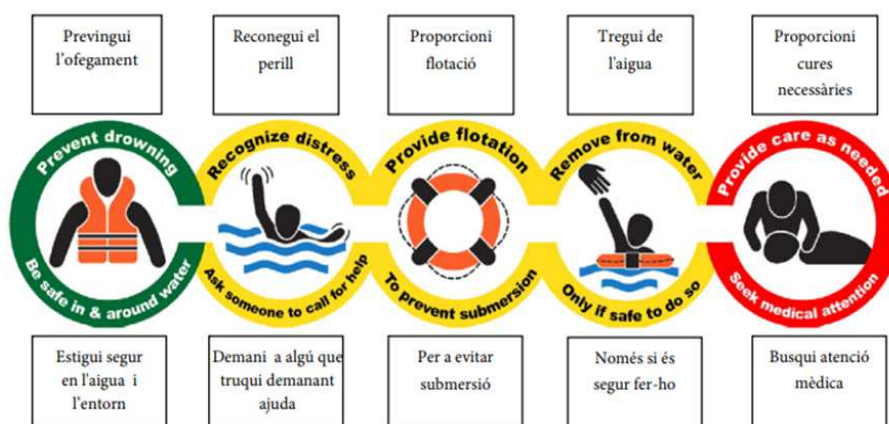 Previngui
l'ofegament
Reconegui el
perill
Proporcioni
flotació
Tregui de
l'aigua
Proporcioni
cures
necessàries
Prevent drowning
Be safe in & around water
Recognize distress
Ask someone to call for help
Provide flotation
To prevent submersion
Remove from water
Only if safe to do so
Provide care as needed
Seek medical attention
Estigui segur
en l'aigua i
l'entorn
Demani a algú que
truqui demanant
ajuda
Per a evitar
submersió
Només si és
segur fer-ho
Busqui atenció
mèdica